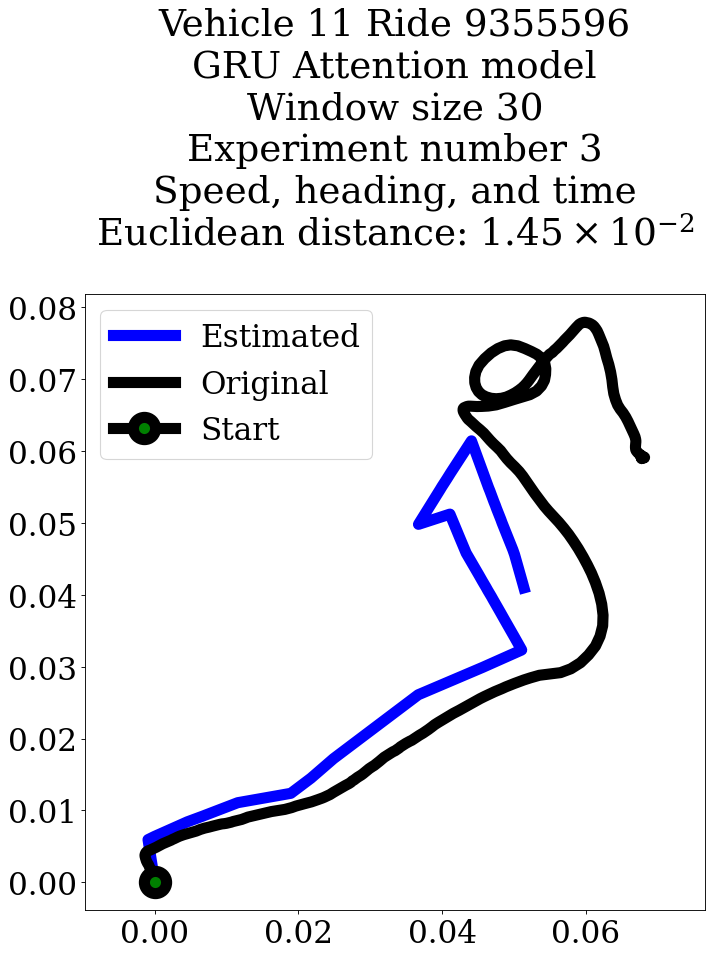 Vehicle 11 Ride 9355596
GRU Attention model
Window size 30
Experiment number 3
Speed, heading, and time
Euclidean distance: 1.45 × 10⁻²
Estimated
Original
Start
0.08
0.07
0.06
0.05
0.04
0.03
0.02
0.01
0.00
0.00 0.02 0.04 0.06